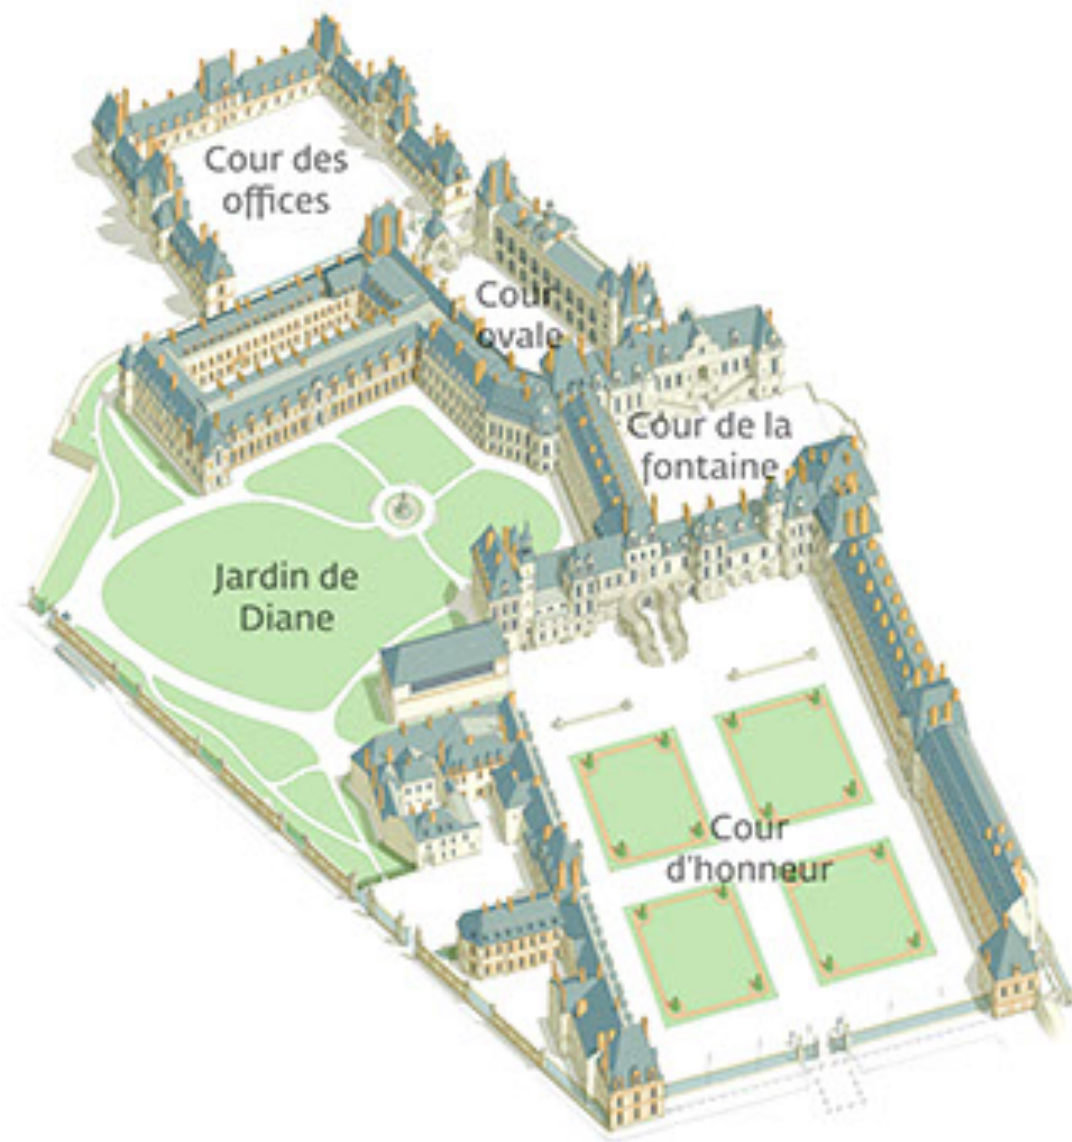 Cour des
offices
Cour
ovale
Cour de la
fontaine
Jardin de
Diane
Cour
d'honneur